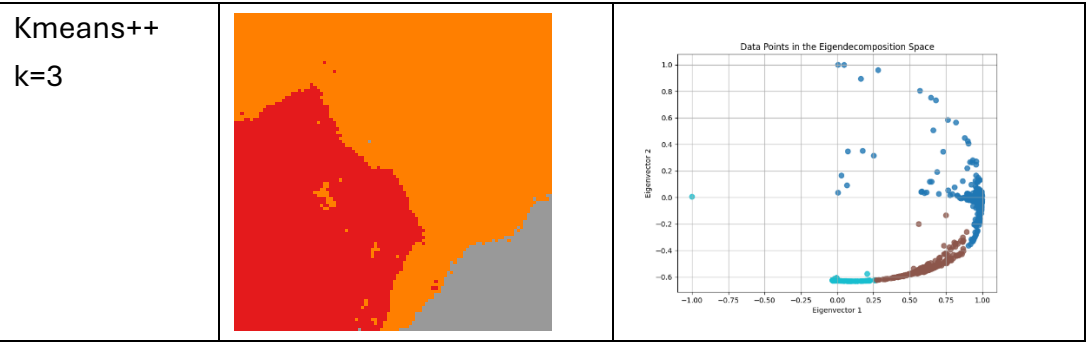 Kmeans++
k=3
Data Points in the Eigendecomposition Space
Eigenvector 2
1.0
0.8
0.6
0.4
0.2
0.0
−0.2
−0.4
−0.6
−1.00 −0.75 −0.50 −0.25 0.00 0.25 0.50 0.75 1.00
Eigenvector 1